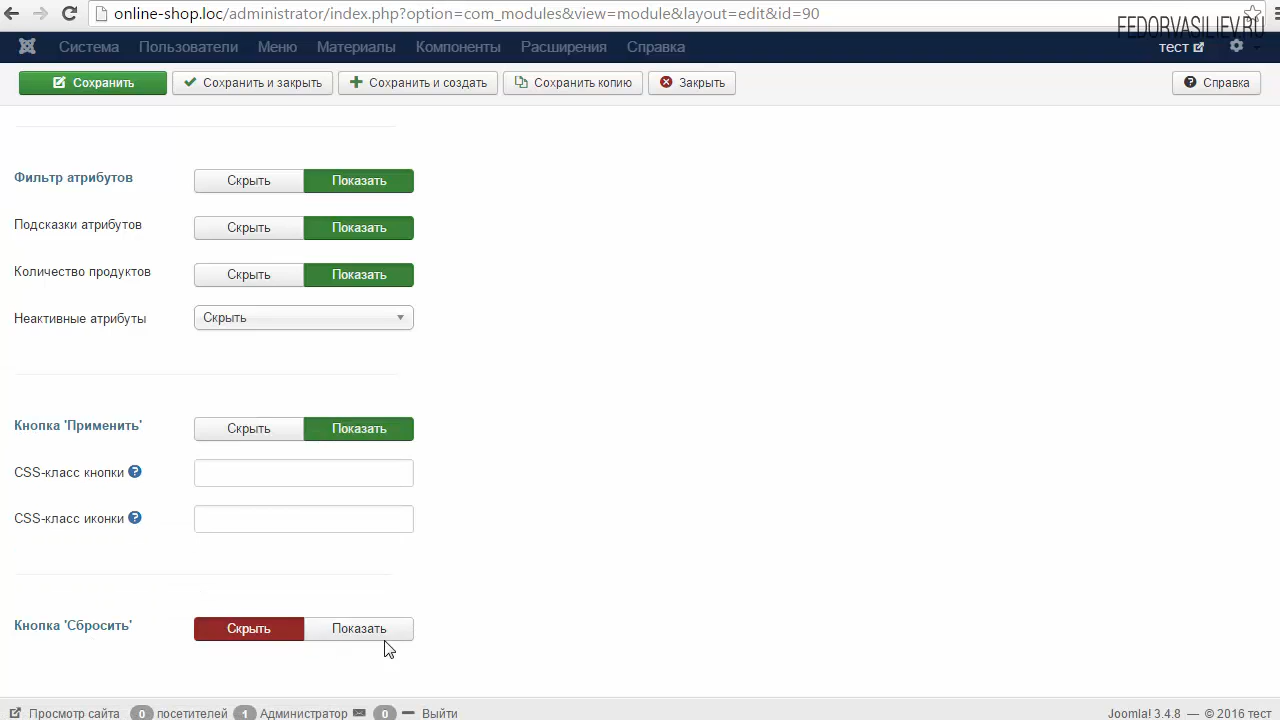 online-shop.loc/administrator/index.php?option=com_modules&view=module&layout=edit&id=90
FEDORVASILIEV.RU
Система Пользователи Меню Материалы Компоненты Расширения Справка тест
Сохранить Сохранить и закрыть Сохранить и создать Сохранить копию Закрыть Справка
Фильтр атрибутов Скрыть Показать
Подсказки атрибутов Скрыть Показать
Количество продуктов Скрыть Показать
Неактивные атрибуты Скрыть
Кнопка 'Применить' Скрыть Показать
CSS-класс кнопки ?
CSS-класс иконки ?
Кнопка 'Сбросить' Скрыть Показать
Просмотр сайта 0 посетителей 1 Администратор 0 Выйти Joomla! 3.4.8 — © 2016 тест